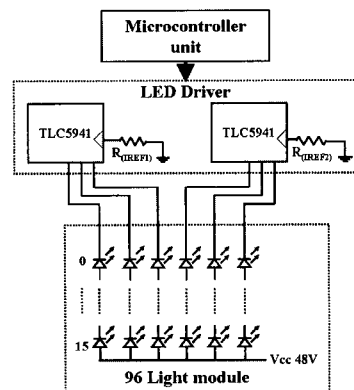 Microcontroller
unit
LED Driver
TLC5941
R(IREF1)
TLC5941
R(IREF2)
0
15
Vcc 48V
96 Light module